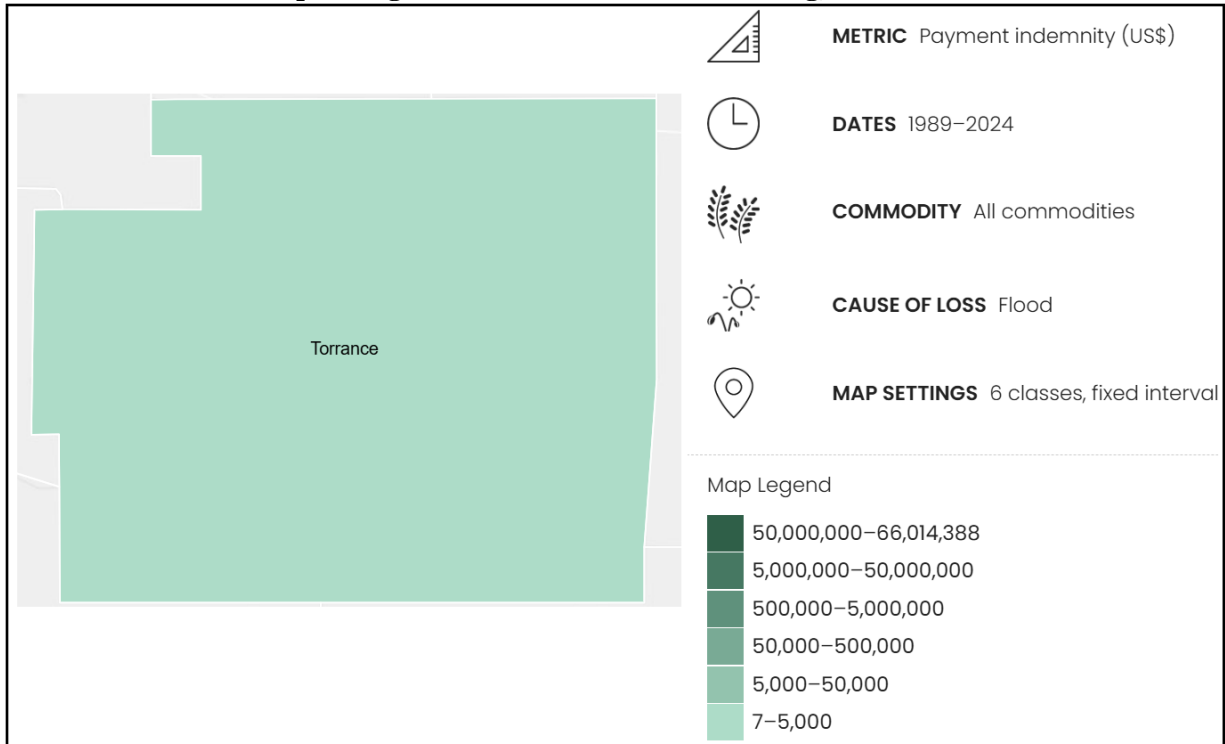 METRIC Payment indemnity (US$)
DATES 1989–2024
COMMODITY All commodities
CAUSE OF LOSS Flood
MAP SETTINGS 6 classes, fixed interval
Torrance
Map Legend
50,000,000–66,014,388
5,000,000–50,000,000
500,000–5,000,000
50,000–500,000
5,000–50,000
7–5,000